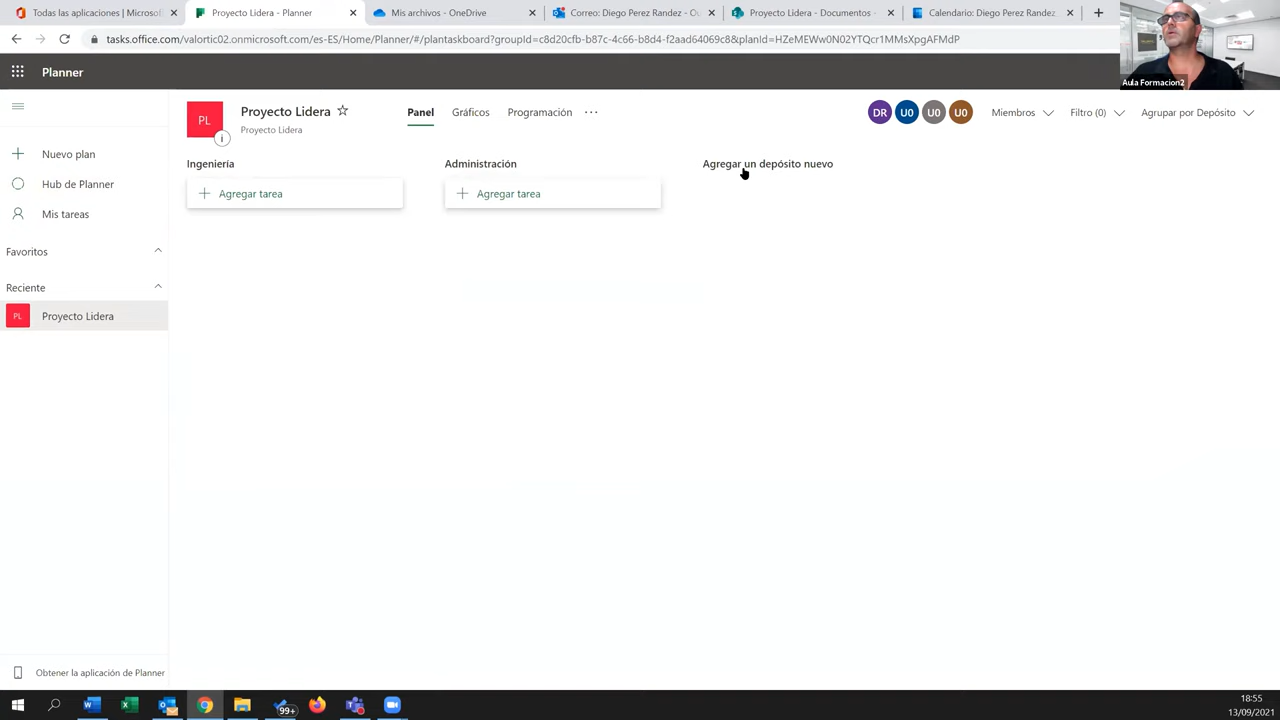 Todas las aplicaciones | Microsof
Proyecto Lidera - Planner
Mis archivos - OneDrive
Correo: Diego Perez Randez - Ou
Proyecto Lidera - Documentos -
Calendario: Diego Perez Randez
tasks.office.com/valortic02.onmicrosoft.com/es-ES/Home/Planner/#/plantaskboard?groupId=c8d20cfb-b87c-4c66-b8d4-f2aad64069c8&planId=HZeMEWw0N02YTQcr1MMsXpgAFMdP
Aula Formacion2
Planner
PL
i
Proyecto Lidera
Proyecto Lidera
Panel
Gráficos
Programación
DR
U0
U0
U0
Miembros
Filtro (0)
Agrupar por Depósito
Nuevo plan
Hub de Planner
Mis tareas
Favoritos
Reciente
PL
Proyecto Lidera
Ingeniería
Agregar tarea
Administración
Agregar tarea
Agregar un depósito nuevo
Obtener la aplicación de Planner
99+
18:55
13/09/2021